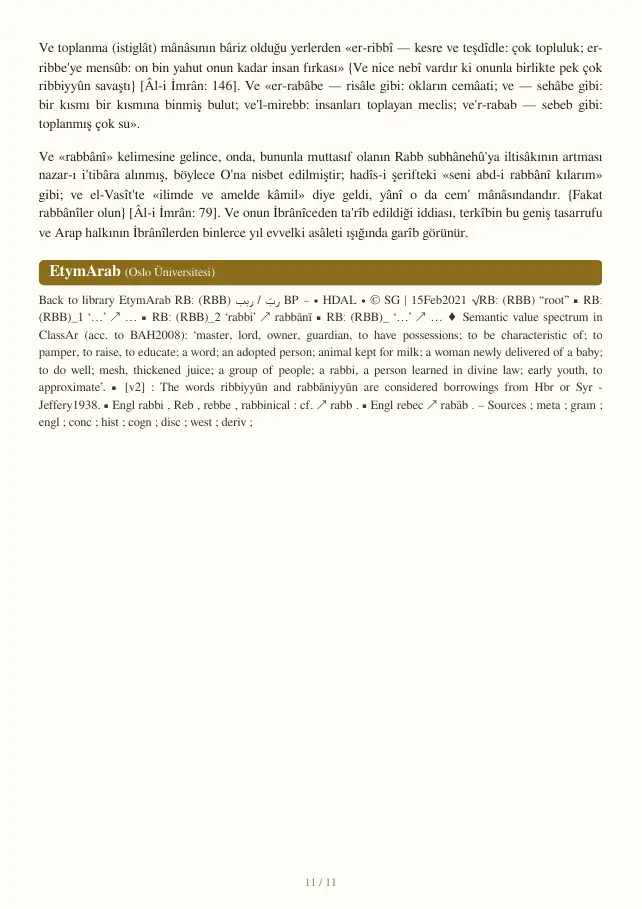 Ve toplanma (istiglât) mânâsının bâriz olduğu yerlerden «er-ribbî — kesre ve teşdîdle: çok topluluk; er-
ribbe'ye mensûb: on bin yahut onun kadar insan fırkası» {Ve nice nebî vardır ki onunla birlikte pek çok
ribbiyyûn savaştı} [Âl-i İmrân: 146]. Ve «er-rabâbe — risâle gibi: okların cemâati; ve — sehâbe gibi:
bir kısmı bir kısmına binmiş bulut; ve'l-mirebb: insanları toplayan meclis; ve'r-rabab — sebeb gibi:
toplanmış çok su».
Ve «rabbânî» kelimesine gelince, onda, bununla muttasıf olanın Rabb subhânehû'ya iltisâkının artması
nazar-ı i'tibâra alınmış, böylece O'na nisbet edilmiştir; hadîs-i şerifteki «seni abd-i rabbânî kılarım»
gibi; ve el-Vasît'te «ilimde ve amelde kâmil» diye geldi, yânî o da cem' mânâsındandır. {Fakat
rabbânîler olun} [Âl-i İmrân: 79]. Ve onun İbrânîceden ta'rîb edildiği iddiası, terkîbin bu geniş tasarrufu
ve Arap halkının İbrânîlerden binlerce yıl evvelki asâleti ışığında garîb görünür.
EtymArab (Oslo Üniversitesi)
Back to library EtymArab RB: (RBB) ربّ / ربب BP – • HDAL • © SG | 15Feb2021 √RB: (RBB) “root” ▪ RB:
(RBB)_1 ‘…’ ↗ … ▪ RB: (RBB)_2 ‘rabbi’ ↗ rabbānī ▪ RB: (RBB)_ ‘…’ ↗ … ♦ Semantic value spectrum in
ClassAr (acc. to BAH2008): ‘master, lord, owner, guardian, to have possessions; to be characteristic of; to
pamper, to raise, to educate; a word; an adopted person; animal kept for milk; a woman newly delivered of a baby;
to do well; mesh, thickened juice; a group of people; a rabbi, a person learned in divine law; early youth, to
approximate’. ▪ [v2] : The words ribbiyyūn and rabbāniyyūn are considered borrowings from Hbr or Syr -
Jeffery1938. ▪ Engl rabbi , Reb , rebbe , rabbinical : cf. ↗ rabb . ▪ Engl rebec ↗ rabāb . – Sources ; meta ; gram ;
engl ; conc ; hist ; cogn ; disc ; west ; deriv ;
11 / 11